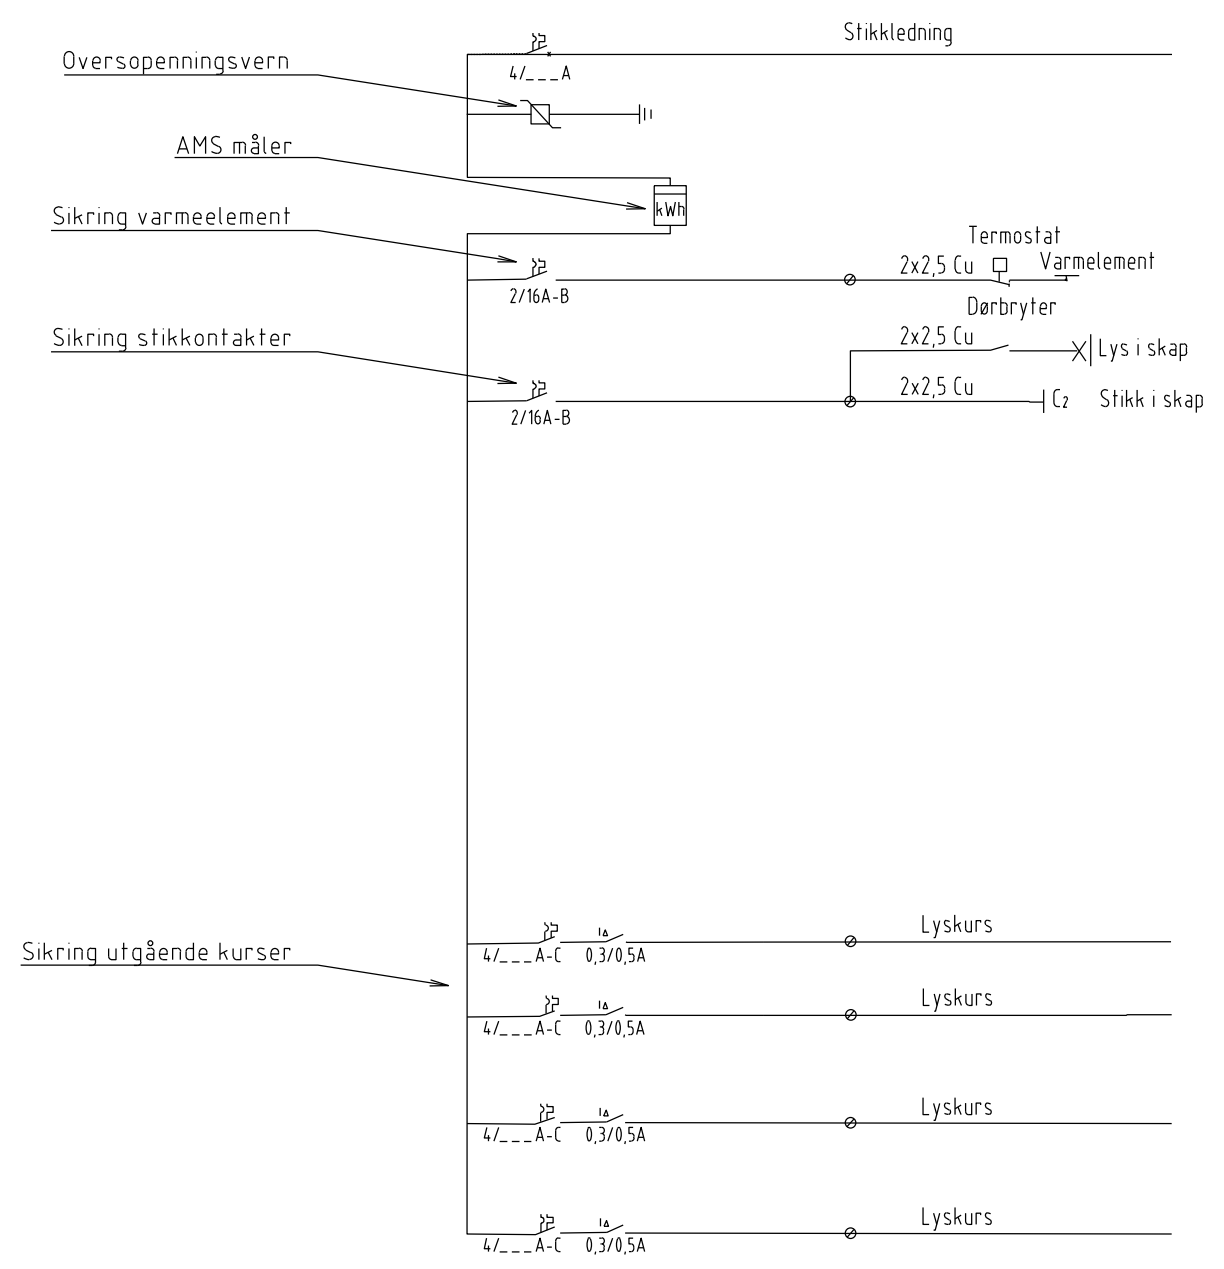 Stikkledning
Oversopenningsvern
4/___A
AMS måler
kWh
Sikring varmeelement
Termostat
2x2,5 Cu
Varmelement
2/16A-B
Dørbryter
Sikring stikkontakter
2x2,5 Cu
Lys i skap
2x2,5 Cu
C2
Stikk i skap
2/16A-B
Lyskurs
Sikring utgående kurser
4/___A-C
0,3/0,5A
I∆
Lyskurs
4/___A-C
0,3/0,5A
I∆
Lyskurs
4/___A-C
0,3/0,5A
I∆
Lyskurs
4/___A-C
0,3/0,5A
I∆